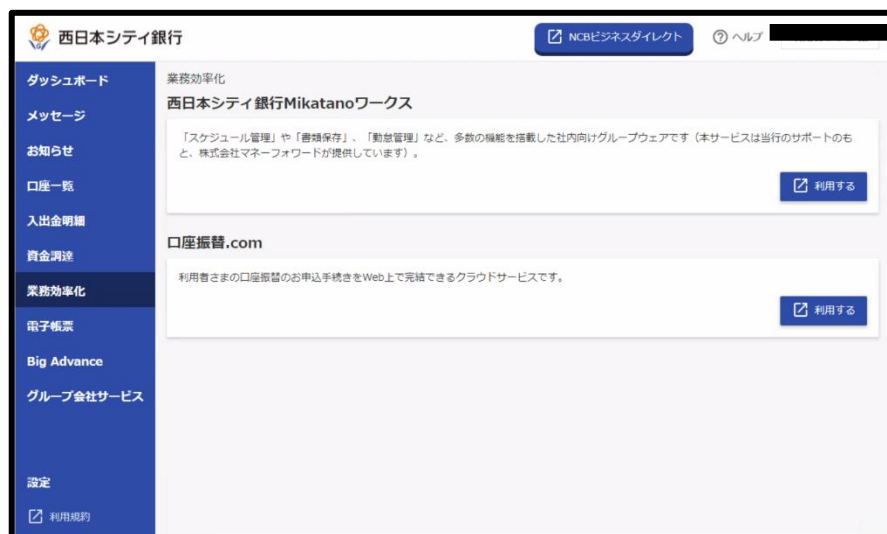 西日本シティ銀行
NCBビジネスダイレクト
ヘルプ
ダッシュボード
メッセージ
お知らせ
口座一覧
入出金明細
資金調達
業務効率化
電子帳票
Big Advance
グループ会社サービス
設定
利用規約
業務効率化
西日本シティ銀行Mikatanoワークス
「スケジュール管理」や「書類保存」、「勤怠管理」など、多数の機能を搭載した社内向けグループウェアです（本サービスは当行のサポートのも
と、株式会社マネーフォワードが提供しています）。
利用する
口座振替.com
利用者さまの口座振替のお申込手続きをWeb上で完結できるクラウドサービスです。
利用する